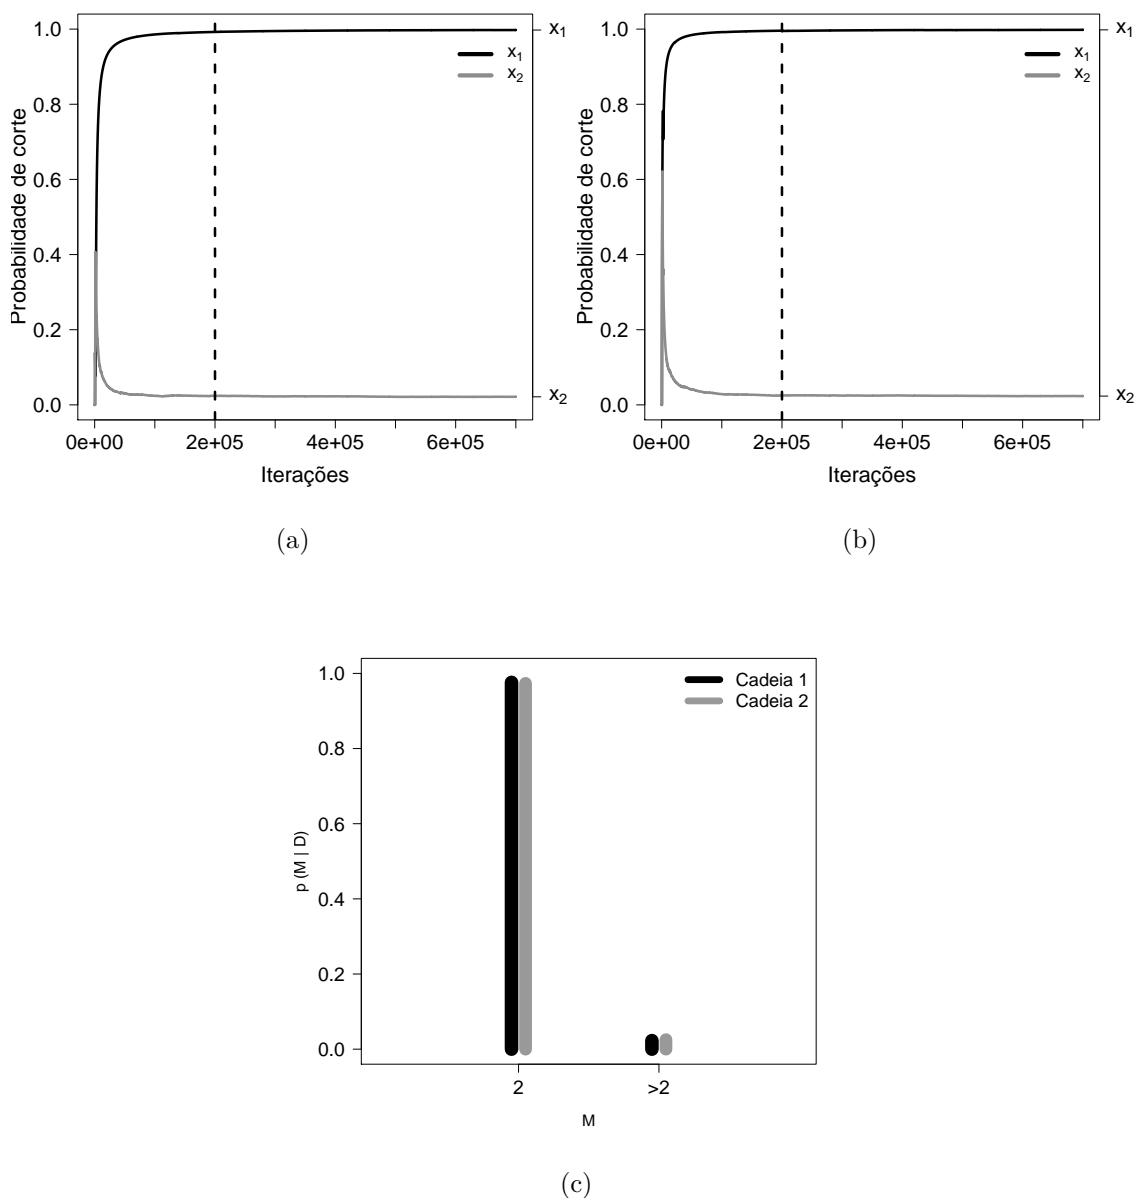 1.0
0.8
0.6
0.4
0.2
0.0
Probabilidade de corte
x1
x2
x1
x2
0e+00 2e+05 4e+05 6e+05
Iterações
(a)
1.0
0.8
0.6
0.4
0.2
0.0
Probabilidade de corte
x1
x2
x1
x2
0e+00 2e+05 4e+05 6e+05
Iterações
(b)
1.0
0.8
0.6
0.4
0.2
0.0
p (M | D)
Cadeia 1
Cadeia 2
2 >2
M
(c)